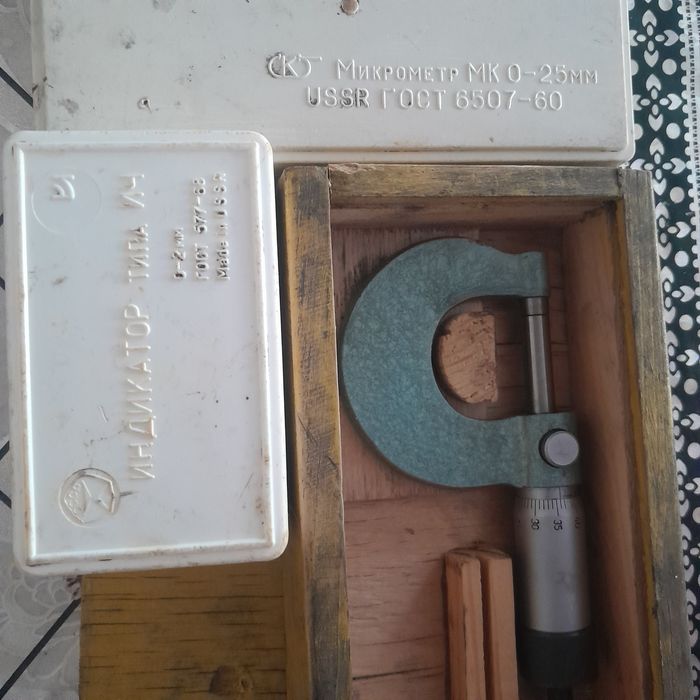 МИКРОМЕТР МК 0-25мм
USSR ГОСТ 6507-60
ИНДИКАТОР ТИПА ИЧ
0-2мм
ГОСТ 577-68
Made in USSR
30 35 40